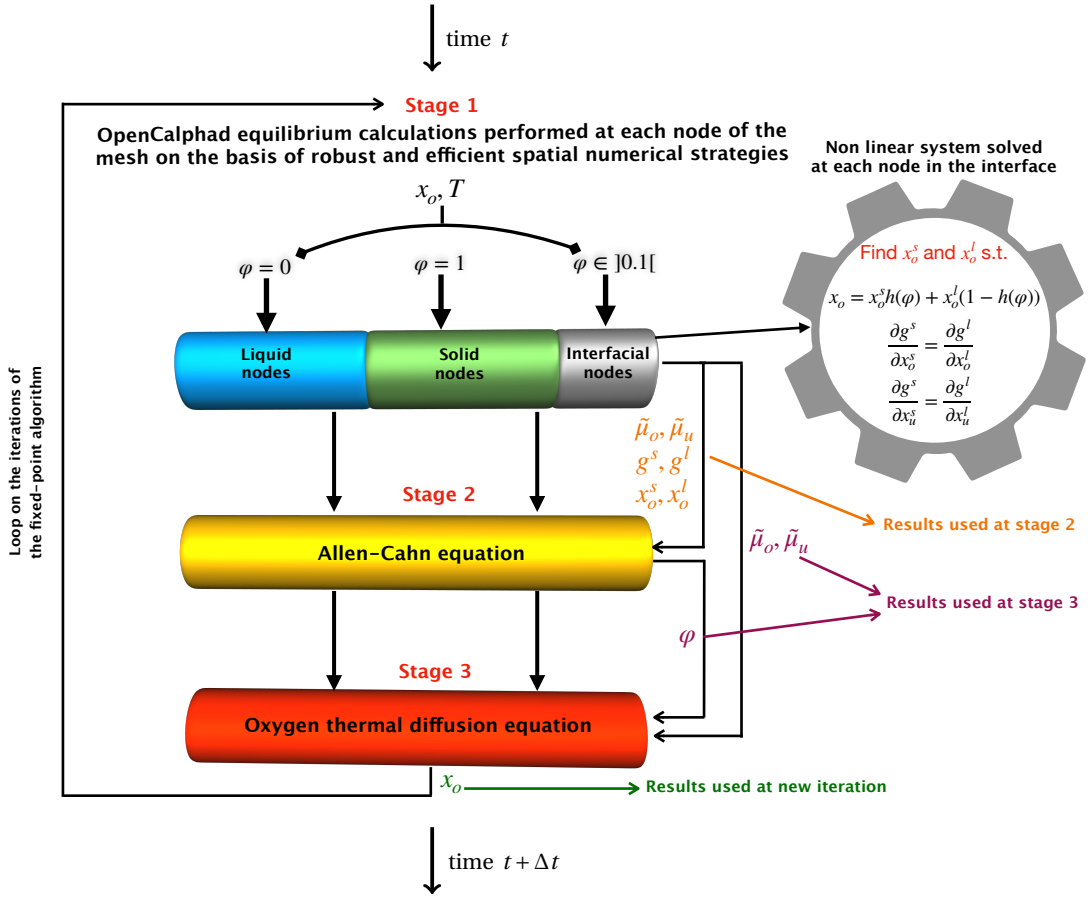 time t
Stage 1
OpenCalphad equilibrium calculations performed at each node of the
mesh on the basis of robust and efficient spatial numerical strategies
x_o, T
φ = 0
φ = 1
φ ∈ ]0.1[
Liquid
nodes
Solid
nodes
Interfacial
nodes
Non linear system solved
at each node in the interface
Find x_o^s and x_o^l s.t.
x_o = x_o^s h(φ) + x_o^l (1 − h(φ))
∂g^s/∂x_o^s = ∂g^l/∂x_o^l
∂g^s/∂x_u^s = ∂g^l/∂x_u^l
Loop on the iterations of
the fixed-point algorithm
μ̃_o, μ̃_u
g^s, g^l
x_o^s, x_o^l
Results used at stage 2
Stage 2
Allen-Cahn equation
μ̃_o, μ̃_u
Results used at stage 3
φ
Stage 3
Oxygen thermal diffusion equation
x_o
Results used at new iteration
time t + Δt